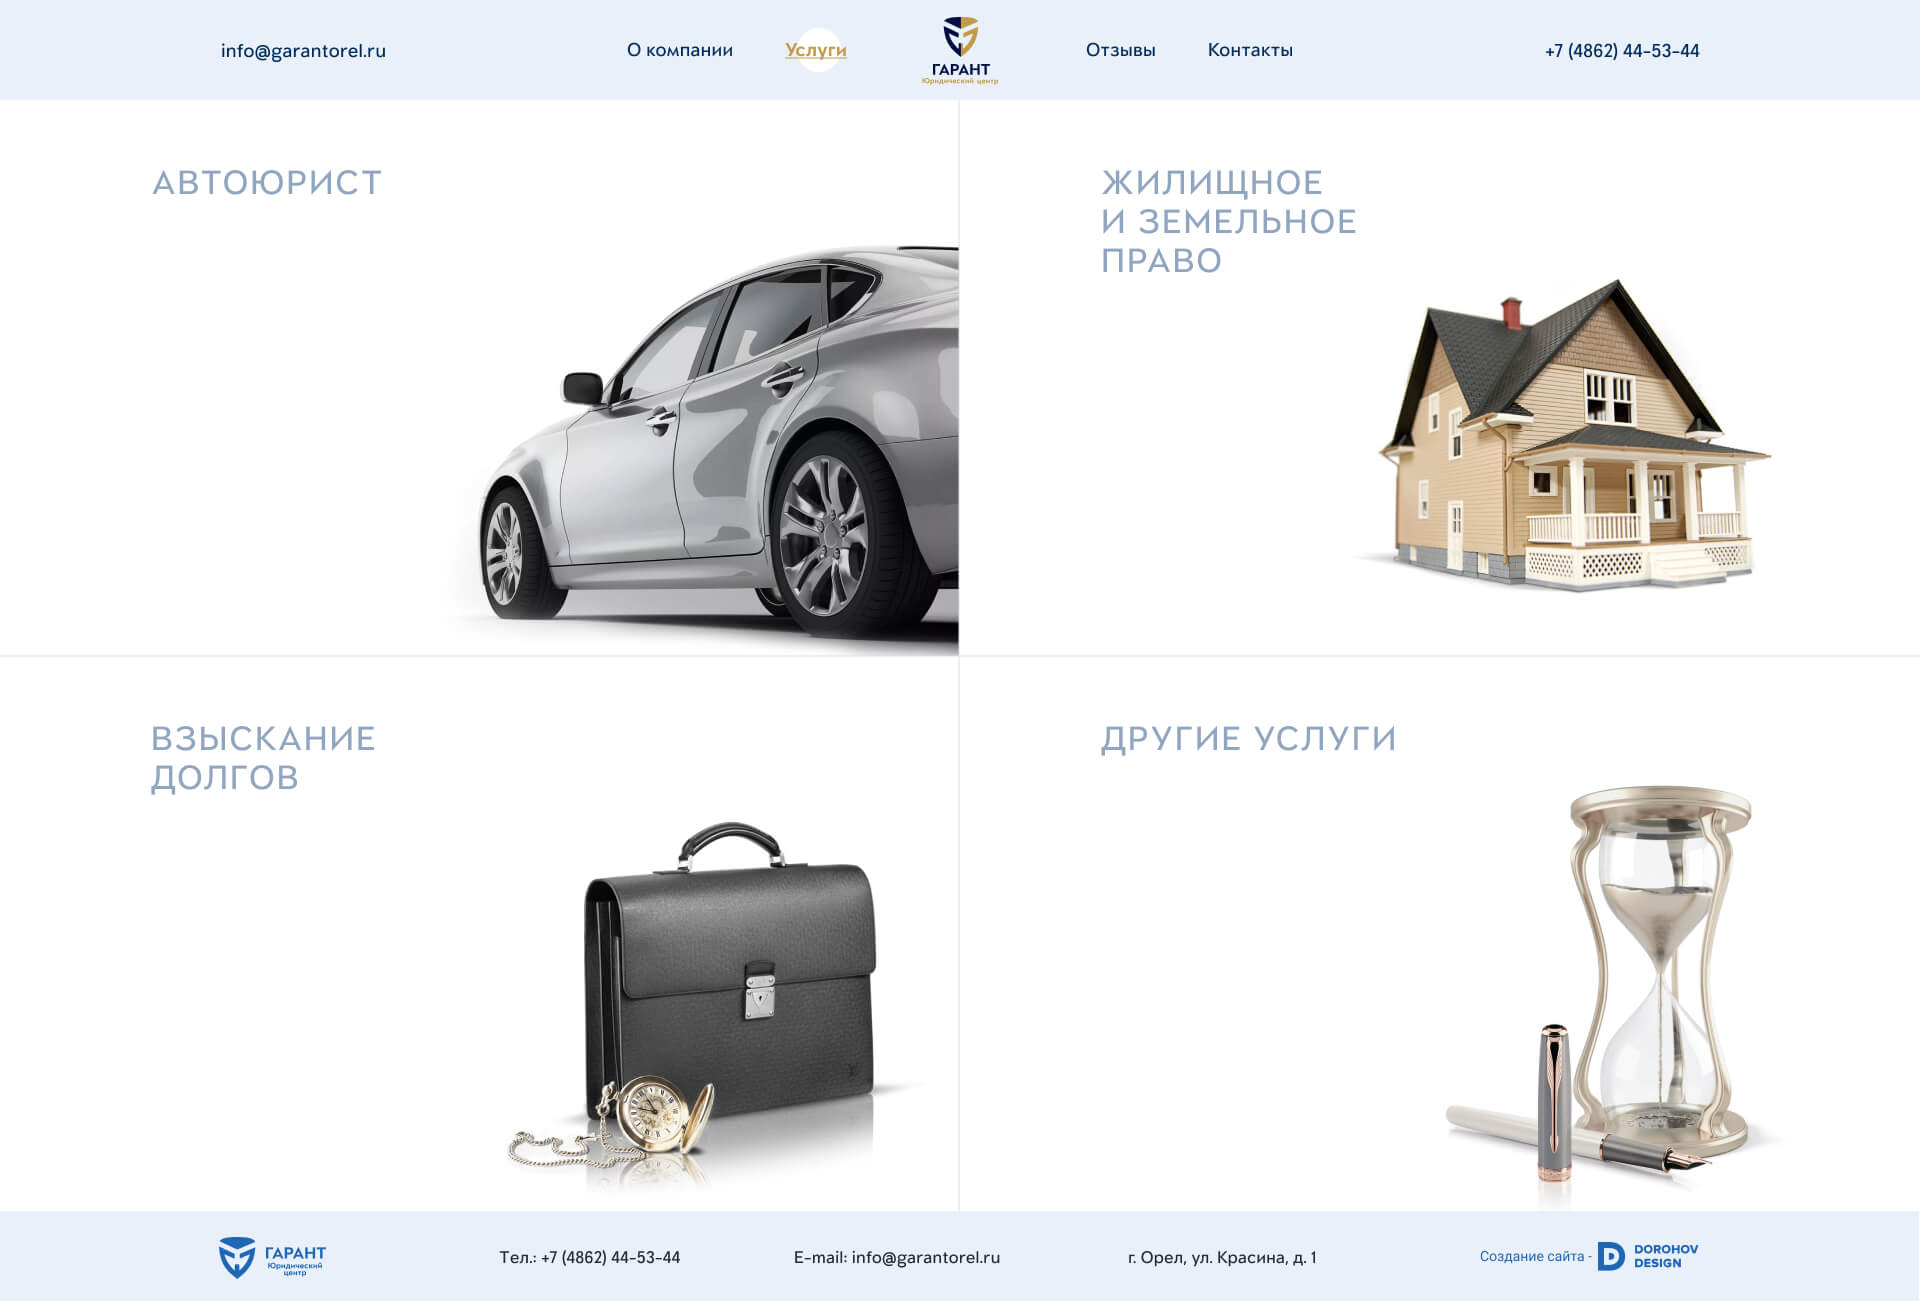 info@garantorel.ru
О компании
Услуги
ГАРАНТ
Юридический центр
Отзывы
Контакты
+7 (4862) 44-53-44
АВТОЮРИСТ
ЖИЛИЩНОЕ
И ЗЕМЕЛЬНОЕ
ПРАВО
ВЗЫСКАНИЕ
ДОЛГОВ
ДРУГИЕ УСЛУГИ
ГАРАНТ
Юридический
центр
Тел.: +7 (4862) 44-53-44
E-mail: info@garantorel.ru
г. Орел, ул. Красина, д. 1
Создание сайта -
DOROHOV
DESIGN